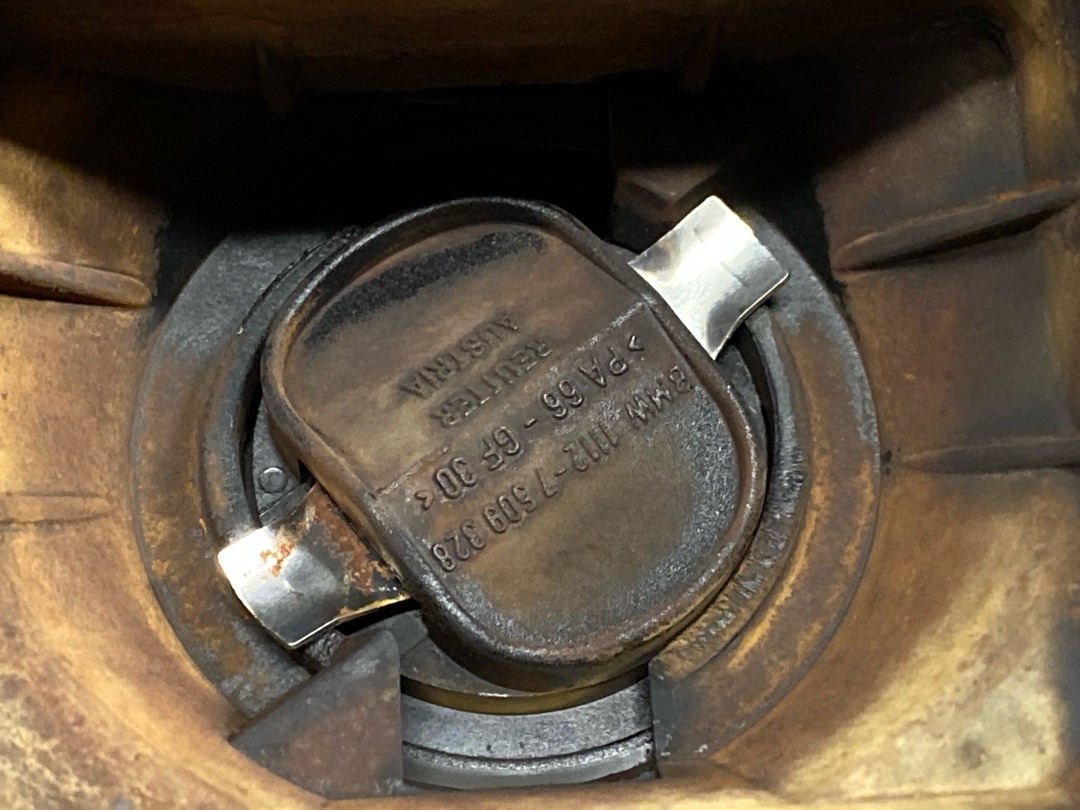 BMW 1112-7 509 328
>PA 66 - GF 30<
REUTTER
AUSTRIA